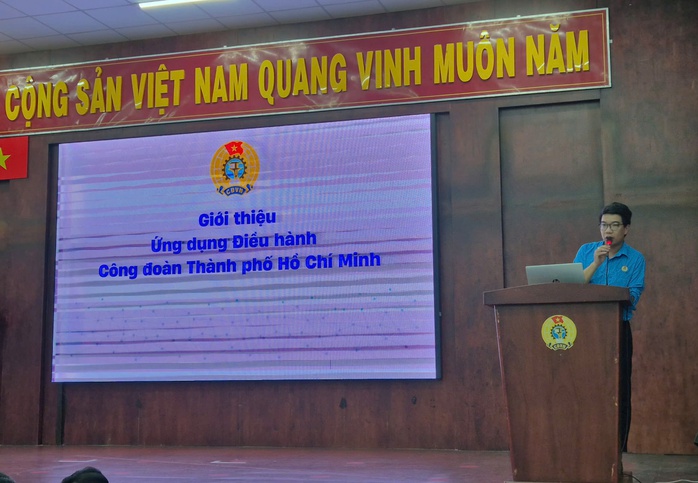 CỘNG SẢN VIỆT NAM QUANG VINH MUÔN NĂM
Giới thiệu
Ứng dụng Điều hành
Công đoàn Thành phố Hồ Chí Minh